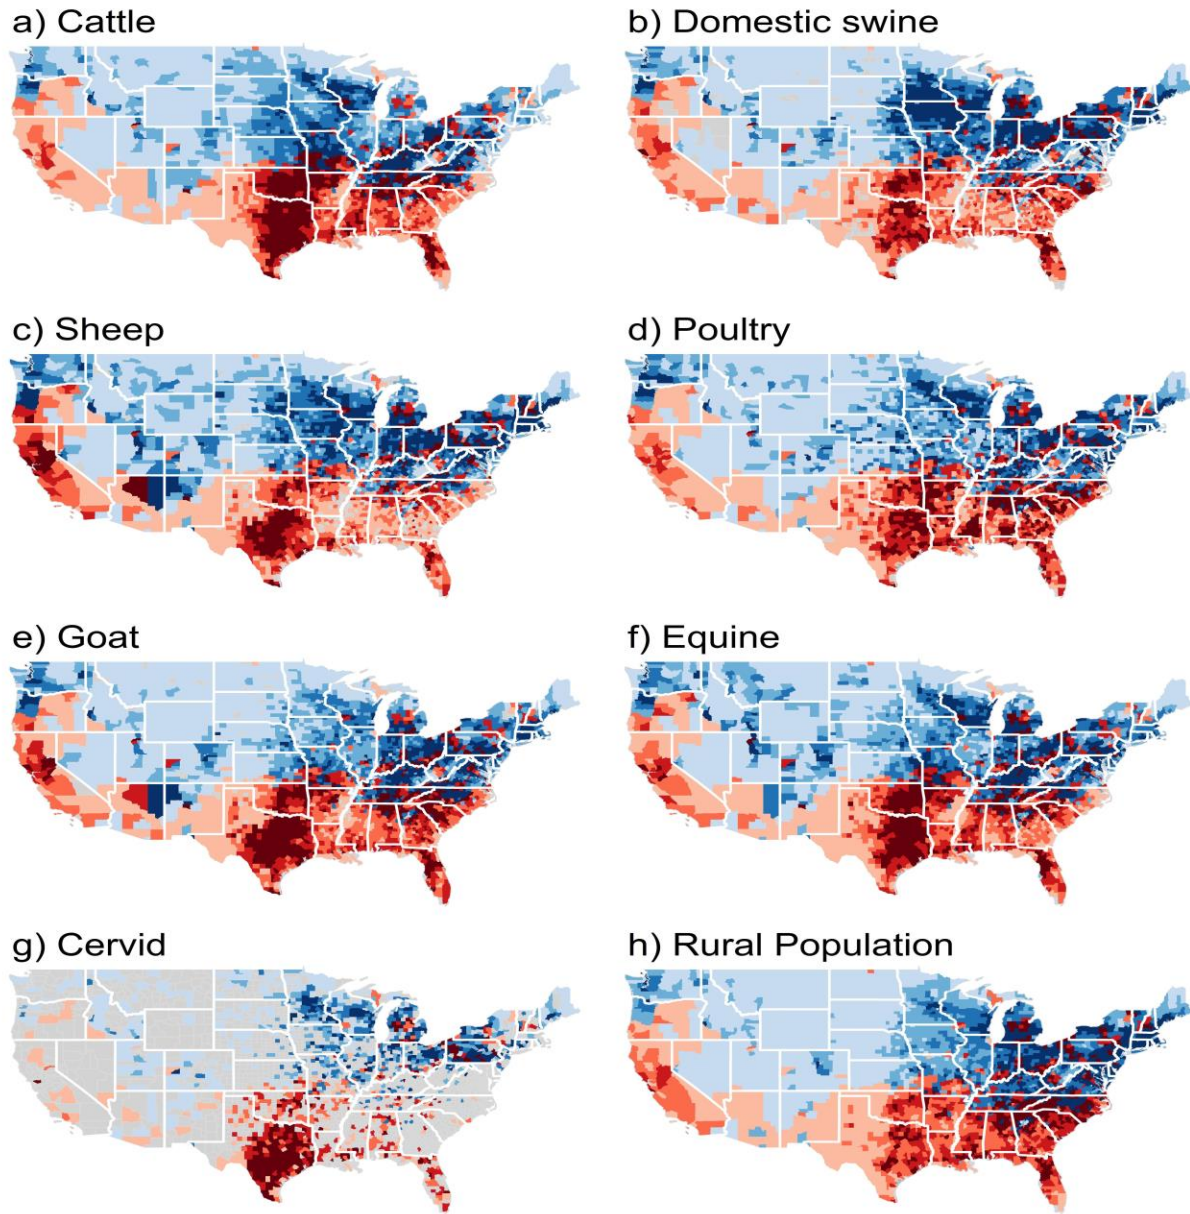 a) Cattle
b) Domestic swine
c) Sheep
d) Poultry
e) Goat
f) Equine
g) Cervid
h) Rural Population